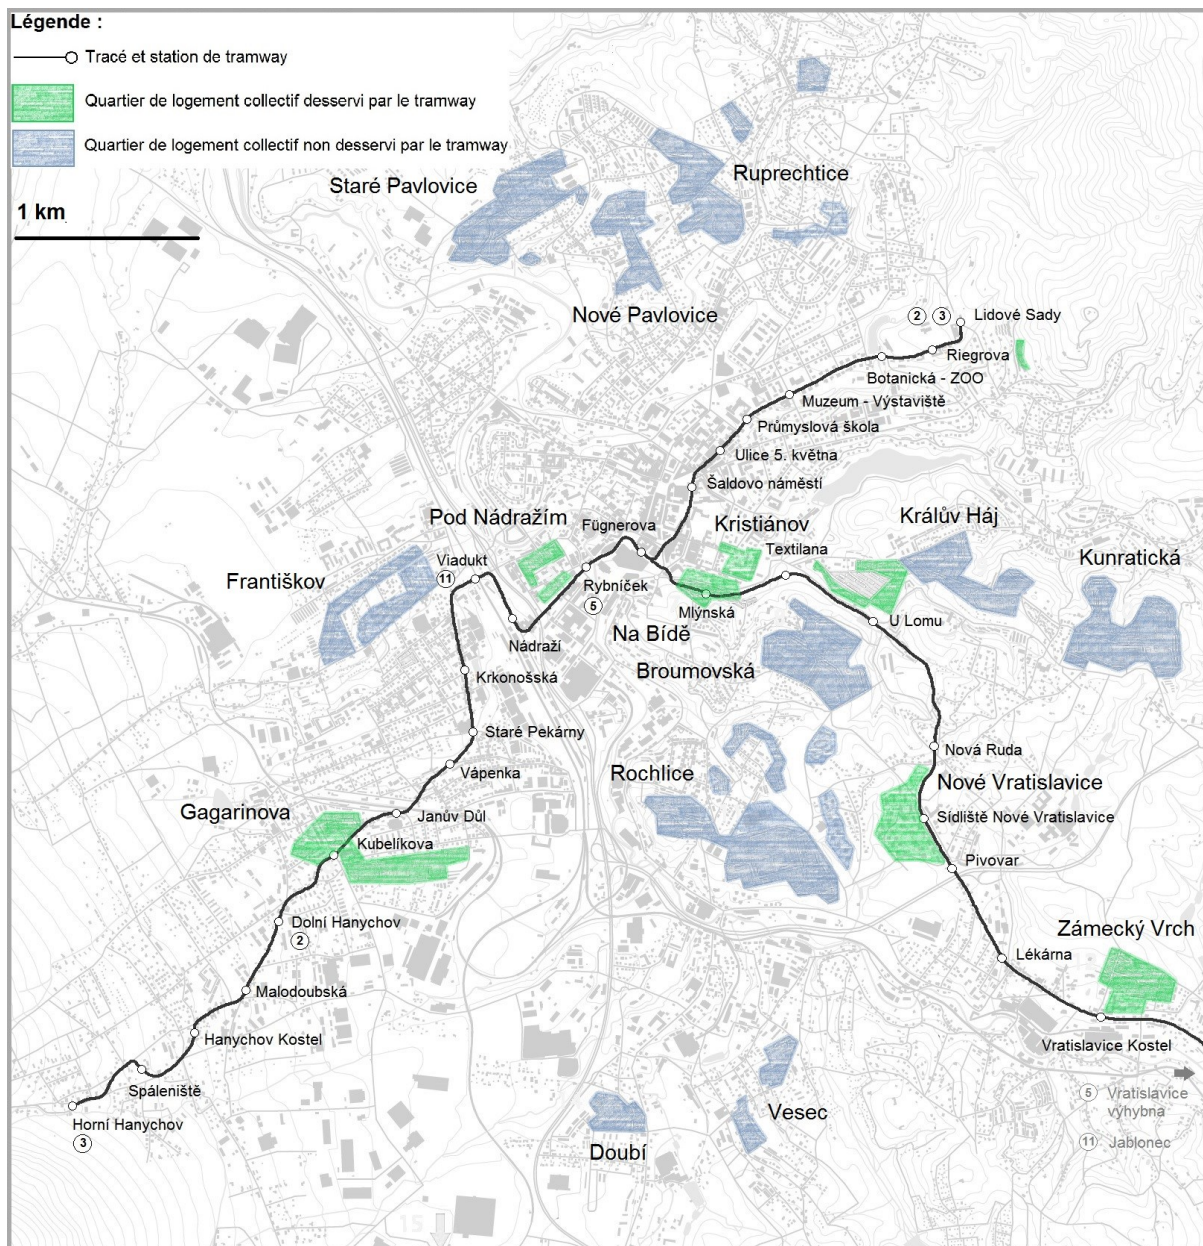 Légende :
Tracé et station de tramway
Quartier de logement collectif desservi par le tramway
Quartier de logement collectif non desservi par le tramway
1 km
Staré Pavlovice
Ruprechtice
Nové Pavlovice
2 3 Lidové Sady
Riegrova
Botanická - ZOO
Muzeum - Výstaviště
Průmyslová škola
Ulice 5. května
Šaldovo náměstí
Králův Háj
Pod Nádražím
Kristiánov
Fügnerova
Textilana
Kunratická
Viadukt
11
Františkov
Rybníček
5
Mlýnská
U Lomu
Na Bídě
Nádraží
Broumovská
Krkonošská
Staré Pekárny
Nová Ruda
Vápenka
Rochlice
Nové Vratislavice
Gagarinova
Janův Důl
Sídliště Nové Vratislavice
Kubelíkova
Pivovar
Dolní Hanychov
2
Zámecký Vrch
Lékárna
Malodoubská
Hanychov Kostel
Vratislavice Kostel
Spáleniště
5 Vratislavice
výhybna
Horní Hanychov
3
Vesec
11 Jablonec
Doubí
15